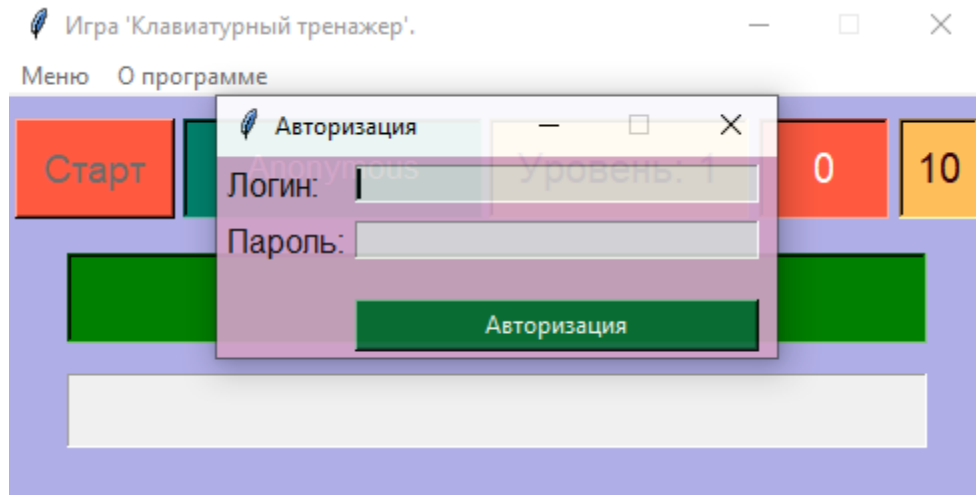 Игра 'Клавиатурный тренажер'.
Меню О программе
Авторизация
Старт Anonymous Уровень: 1 0 10
Логин:
Пароль:
Авторизация